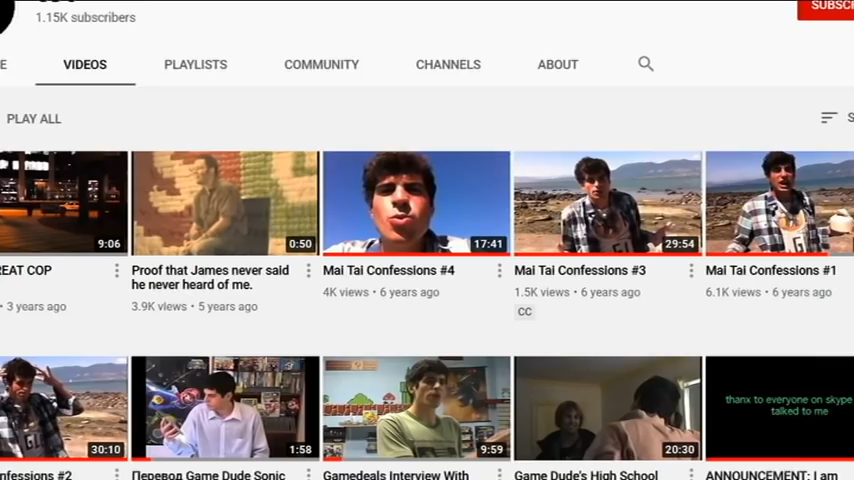 1.15K subscribers
SUBSCR
E VIDEOS PLAYLISTS COMMUNITY CHANNELS ABOUT
PLAY ALL
S
9:06
0:50
17:41
29:54
EAT COP
Proof that James never said
he never heard of me.
Mai Tai Confessions #4
Mai Tai Confessions #3
Mai Tai Confessions #1
• 3 years ago
3.9K views • 5 years ago
4K views • 6 years ago
1.5K views • 6 years ago
6.1K views • 6 years
CC
30:10
1:58
9:59
20:30
thanx to everyone on skype
talked to me
nfessions #2
Перевод Game Dude Sonic
Gamedeals Interview With
Game Dude's High School
ANNOUNCEMENT: I am